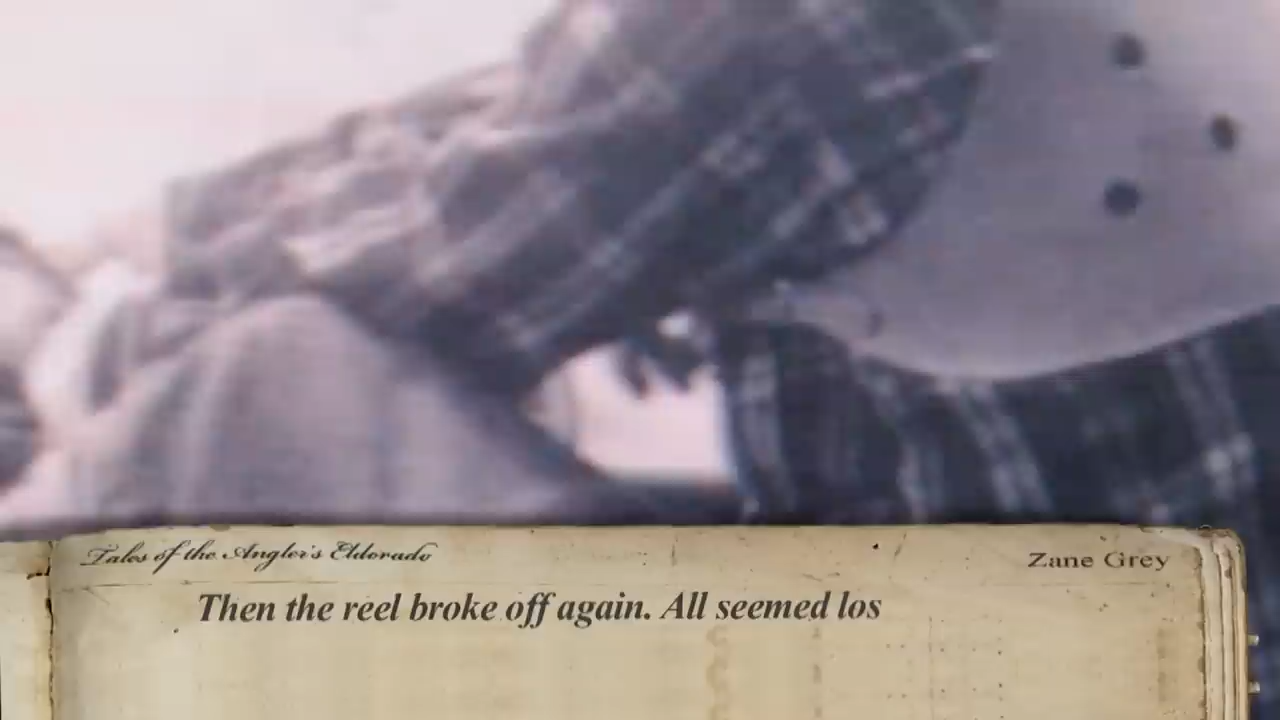 Tales of the Angler's Eldorado
Zane Grey
Then the reel broke off again. All seemed los